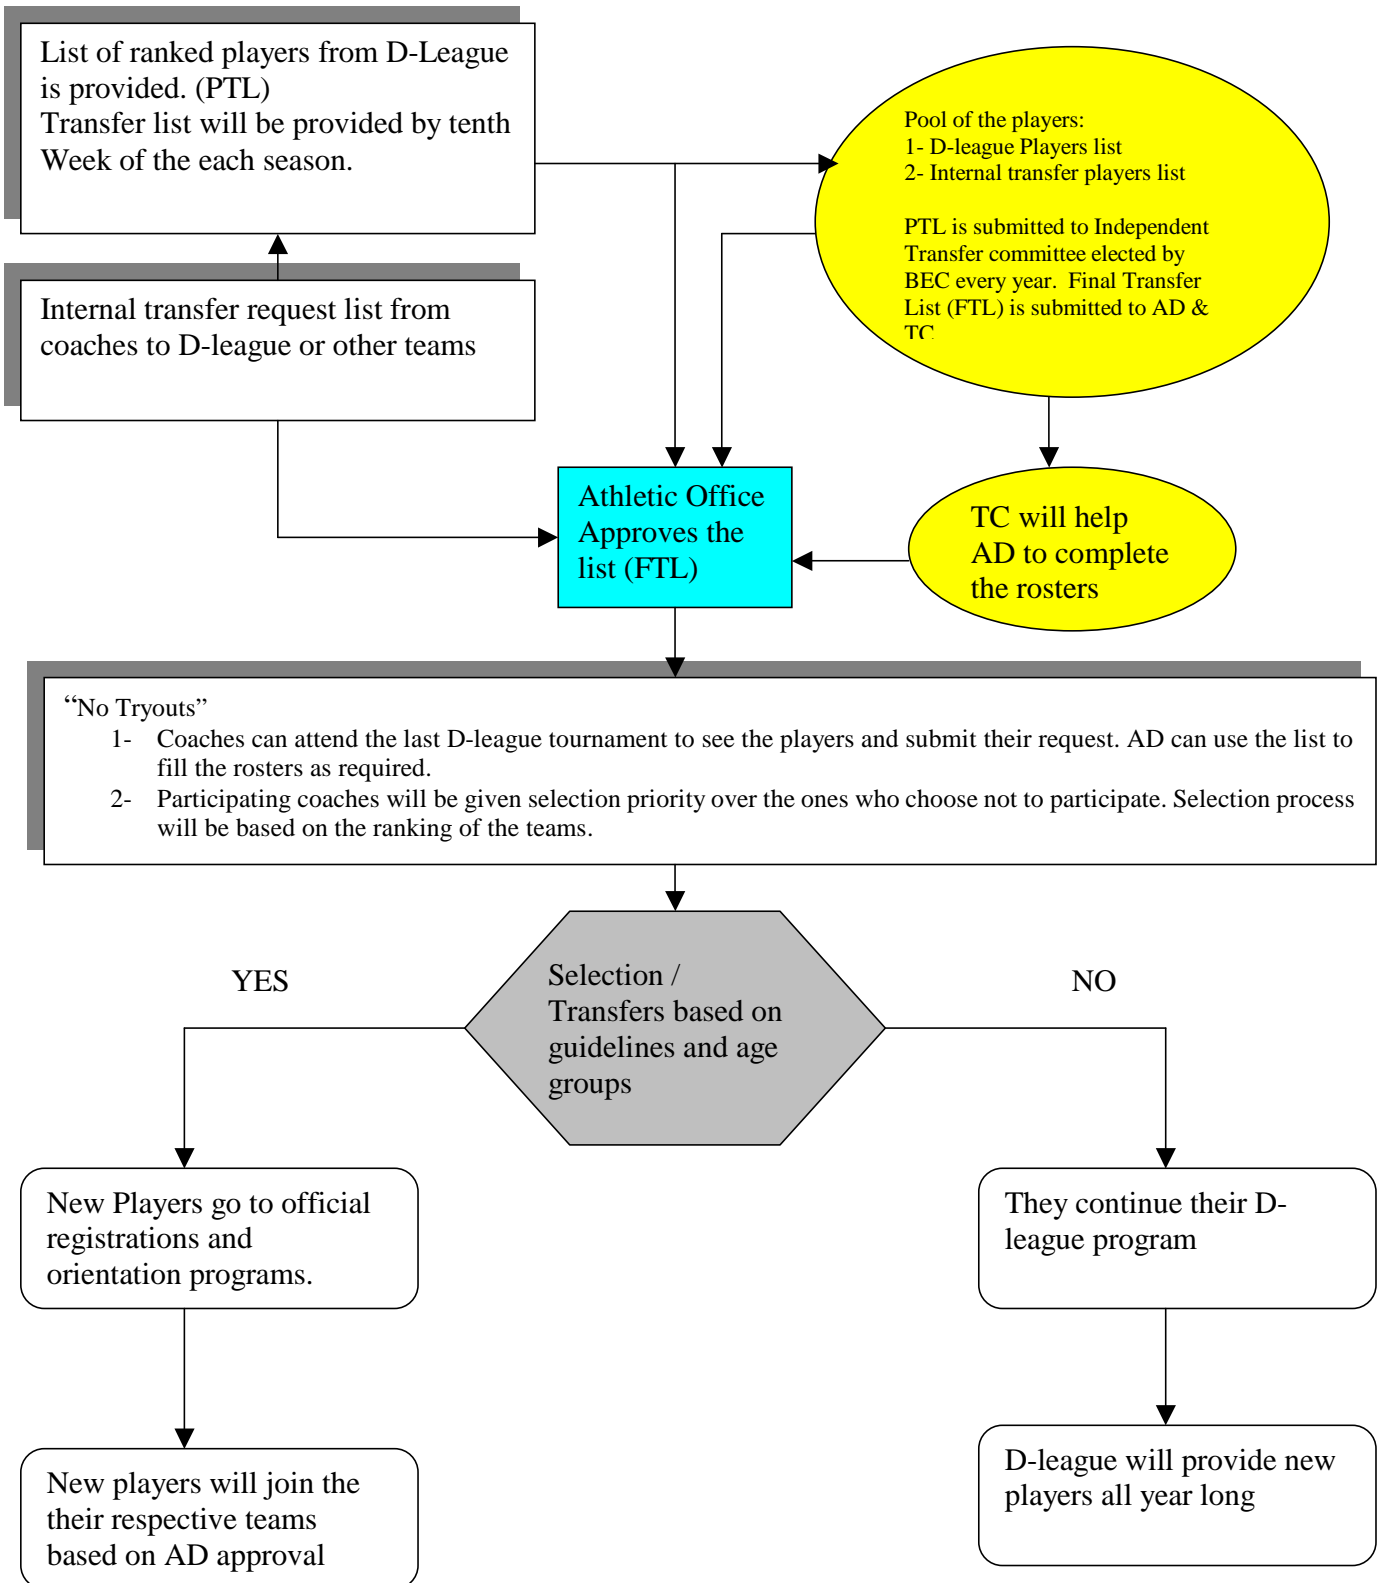 List of ranked players from D-League
is provided. (PTL)
Transfer list will be provided by tenth
Week of the each season.
Pool of the players:
1- D-league Players list
2- Internal transfer players list
PTL is submitted to Independent
Transfer committee elected by
BEC every year.  Final Transfer
List (FTL) is submitted to AD &
TC
Internal transfer request list from
coaches to D-league or other teams
Athletic Office
Approves the
list (FTL)
TC will help
AD to complete
the rosters
“No Tryouts”
1- Coaches can attend the last D-league tournament to see the players and submit their request. AD can use the list to
fill the rosters as required.
2- Participating coaches will be given selection priority over the ones who choose not to participate. Selection process
will be based on the ranking of the teams.
YES
NO
Selection /
Transfers based on
guidelines and age
groups
New Players go to official
registrations and
orientation programs.
They continue their D-
league program
New players will join the
their respective teams
based on AD approval
D-league will provide new
players all year long